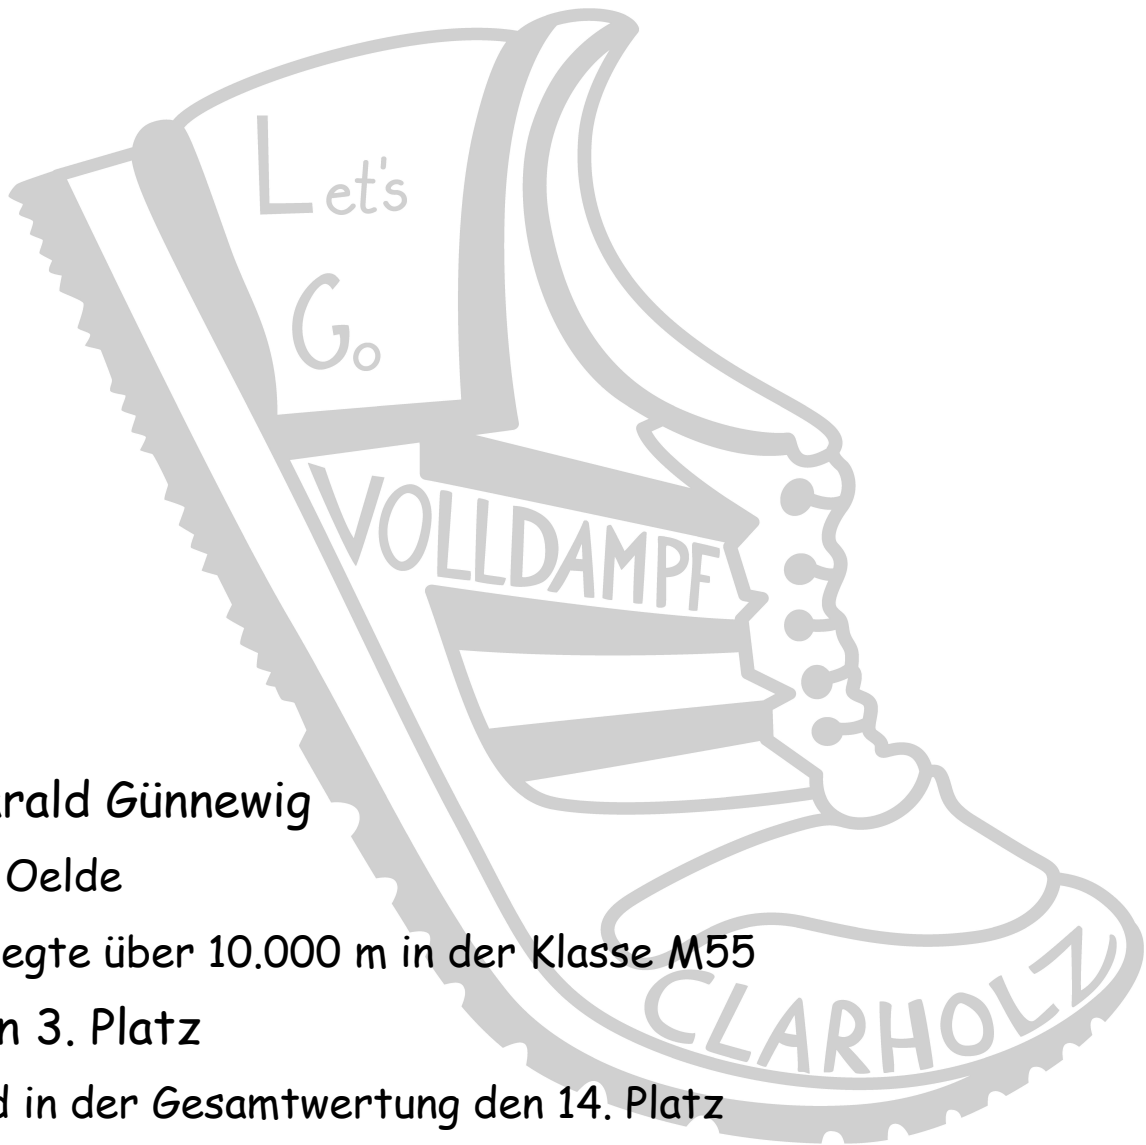 Let's
Go
VOLLDAMPF
rald Günnewig
Oelde
egte über 10.000 m in der Klasse M55
n 3. Platz
d in der Gesamtwertung den 14. Platz
CLARHOLZ